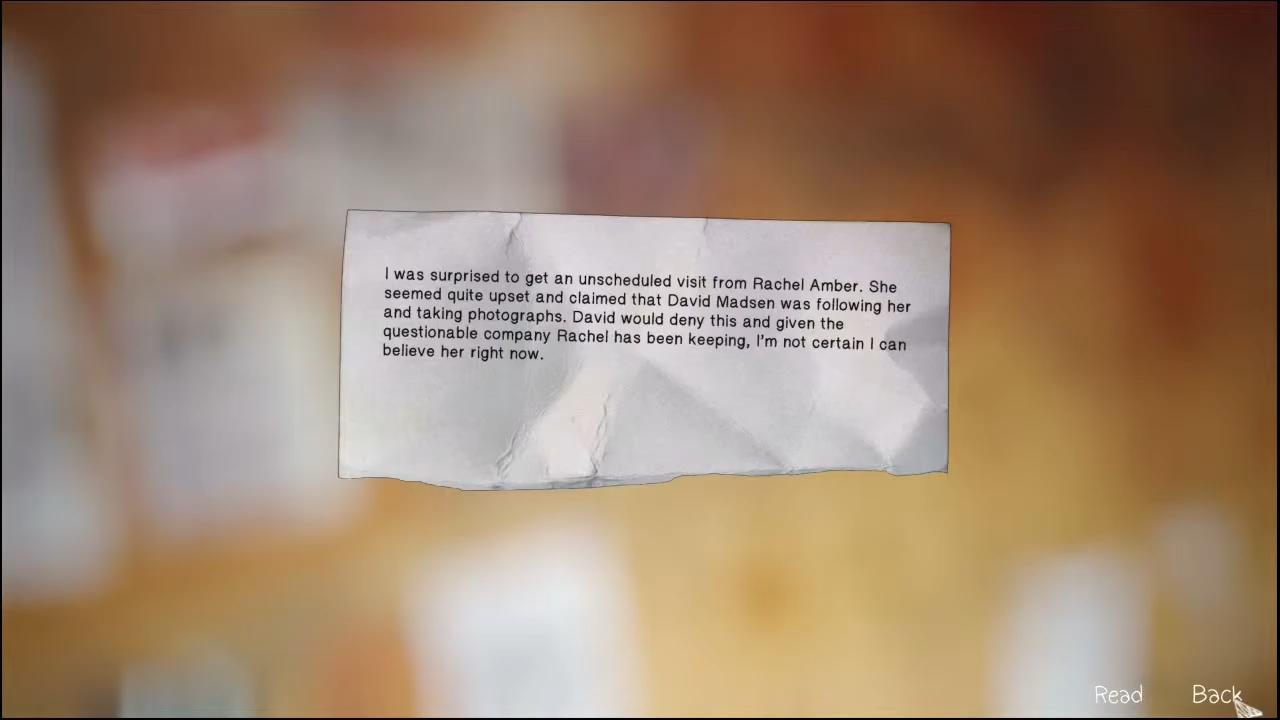 I was surprised to get an unscheduled visit from Rachel Amber. She
seemed quite upset and claimed that David Madsen was following her
and taking photographs. David would deny this and given the
questionable company Rachel has been keeping, I'm not certain I can
believe her right now.
Read Back